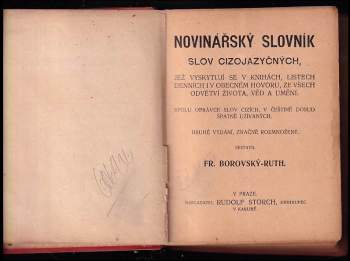 NOVINÁŘSKÝ SLOVNÍK
SLOV CIZOJAZYČNÝCH,
JEŽ VYSKYTUJÍ SE V KNIHÁCH, LISTECH
DENNÍCH I V OBECNÉM HOVORU, ZE VŠECH
ODVĚTVÍ ŽIVOTA, VĚD A UMĚNÍ.
SPOLU OPRÁVCE SLOV CIZÍCH, V ČEŠTINĚ DOSUD
ŠPATNĚ UŽÍVANÝCH.
DRUHÉ VYDÁNÍ, ZNAČNĚ ROZMNOŽENÉ.
SESTAVIL
FR. BOROVSKÝ-RUTH.
V PRAZE.
NAKLADATEL RUDOLF STORCH, KNIHKUPEC
V KARLÍNĚ.